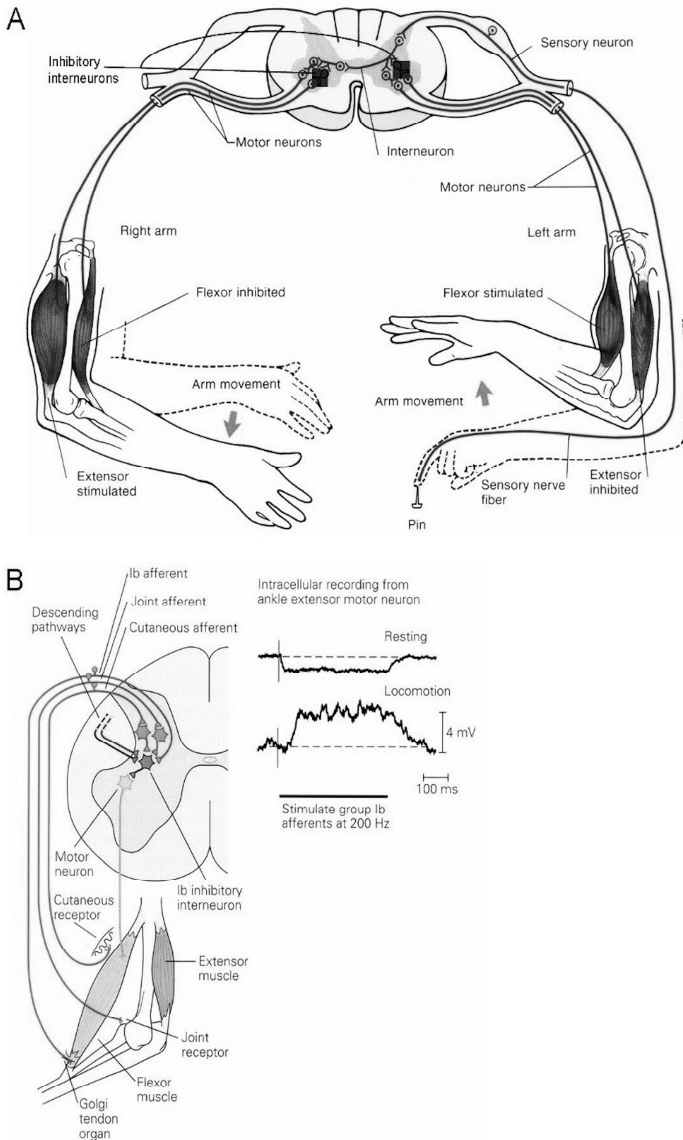 A
Sensory neuron
Inhibitory
interneurons
Motor neurons
Interneuron
Motor neurons
Right arm
Left arm
Flexor inhibited
Flexor stimulated
Arm movement
Arm movement
Extensor
stimulated
Sensory nerve
fiber
Extensor
inhibited
Pin
B
Ib afferent
Joint afferent
Descending
pathways
Cutaneous afferent
Motor
neuron
Ib inhibitory
interneuron
Cutaneous
receptor
Extensor
muscle
Joint
receptor
Flexor
muscle
Golgi
tendon
organ
Intracellular recording from
ankle extensor motor neuron
Resting
Locomotion
4 mV
100 ms
Stimulate group Ib
afferents at 200 Hz